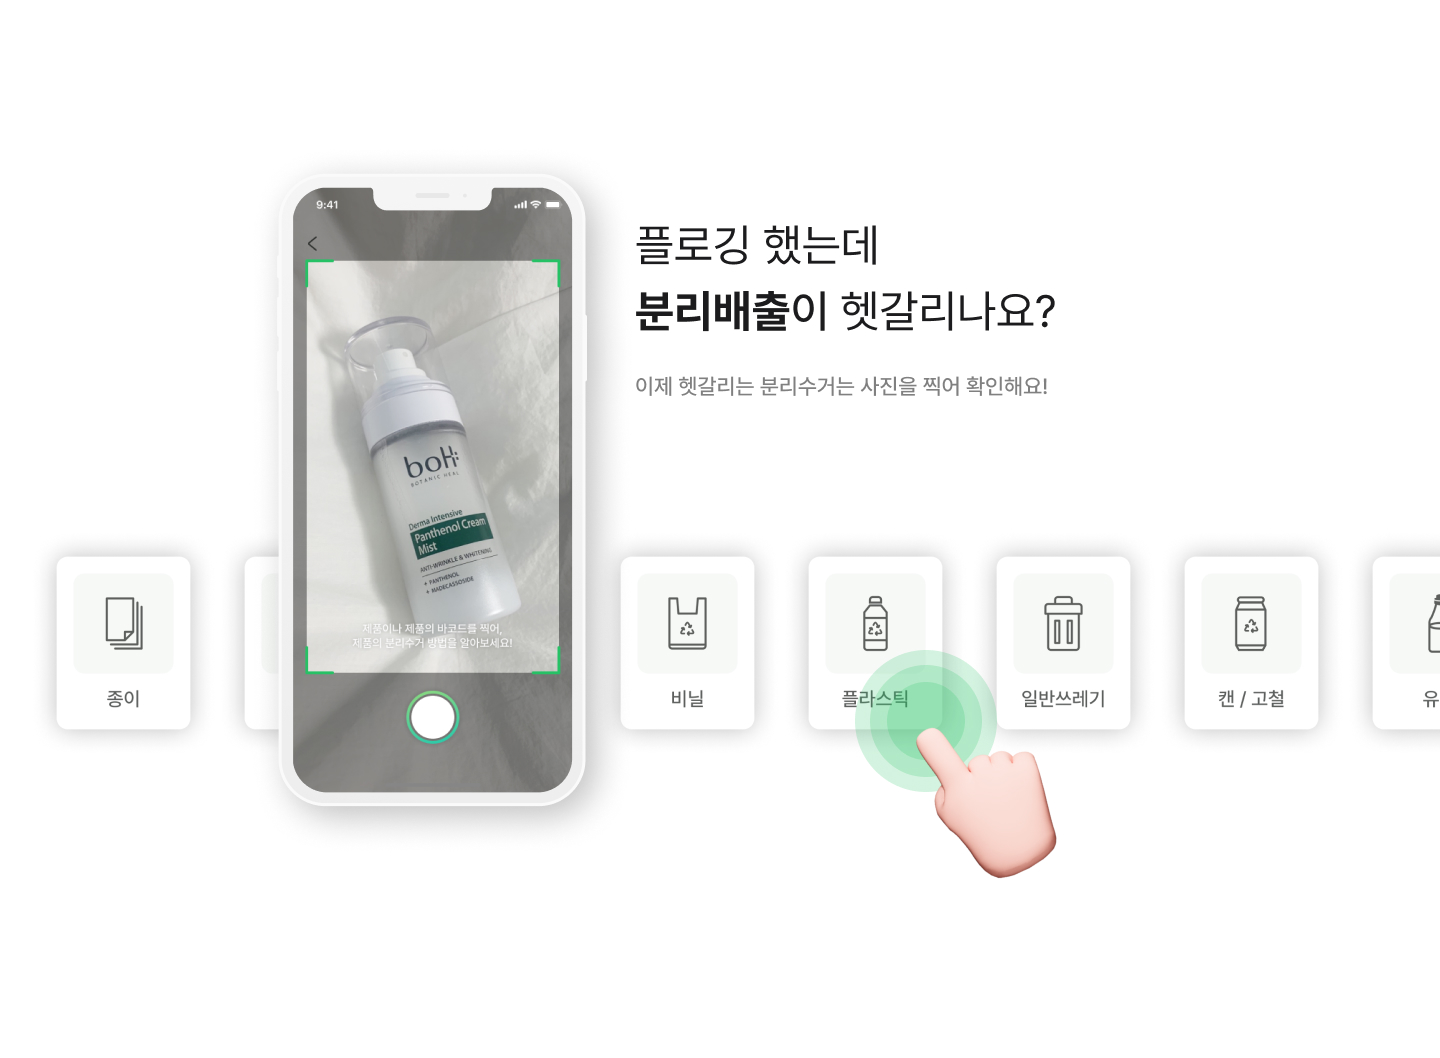 9:41
플로깅 했는데
분리배출이 헷갈리나요?
이제 헷갈리는 분리수거는 사진을 찍어 확인해요!
boH
BOTANIC HEAL
Derma Intensive
Panthenol Cream
Mist
ANTI-WRINKLE & WHITENING
+ PANTHENOL
+ MADECASSOSIDE
제품이나 제품의 바코드를 찍어,
제품의 분리수거 방법을 알아보세요!
종이
비닐
플라스틱
일반쓰레기
캔 / 고철
유